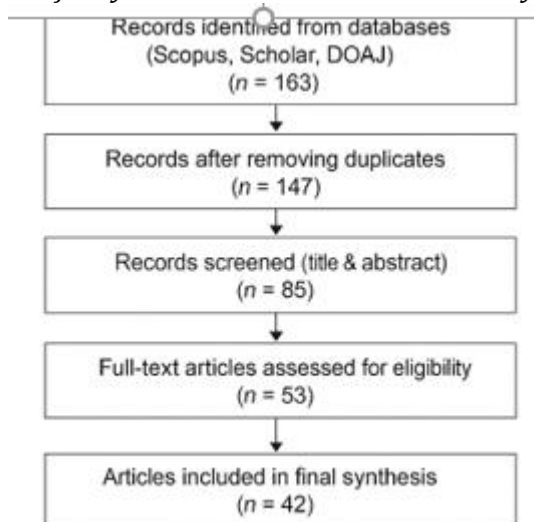 Records identified from databases
(Scopus, Scholar, DOAJ)
(n = 163)
Records after removing duplicates
(n = 147)
Records screened (title & abstract)
(n = 85)
Full-text articles assessed for eligibility
(n = 53)
Articles included in final synthesis
(n = 42)